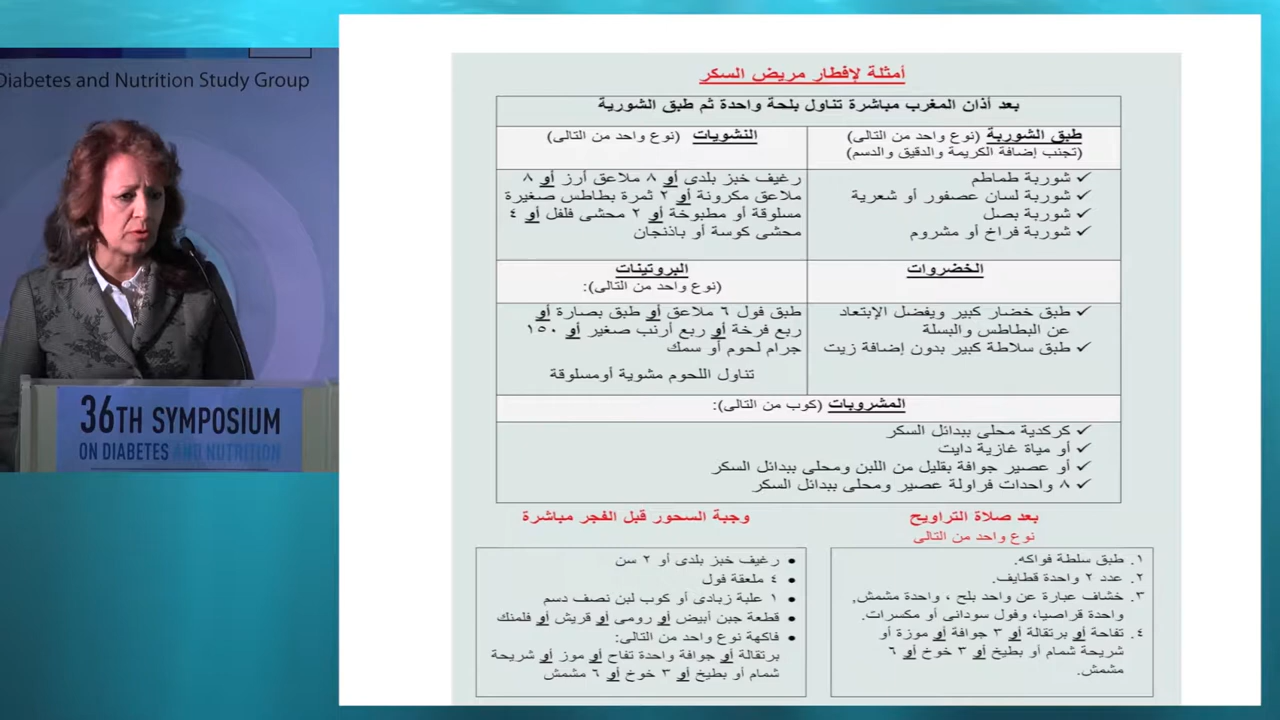 Diabetes and Nutrition Study Group
36TH SYMPOSIUM
ON DIABETES AND NUTRITION
أمثلة لإفطار مريض السكر
بعد أذان المغرب مباشرة تناول بلحة واحدة ثم طبق الشوربة
طبق الشوربة (نوع واحد من التالى)
(تجنب إضافة الكريمة والدقيق والدسم)
✓ شوربة طماطم
✓ شوربة لسان عصفور أو شعرية
✓ شوربة بصل
✓ شوربة فراخ أو مشروم
النشويات (نوع واحد من التالى)
رغيف خبز بلدى أو ٨ ملاعق أرز أو ٨
ملاعق مكرونة أو ٢ ثمرة بطاطس صغيرة
مسلوقة أو مطبوخة أو ٢ محشى فلفل أو ٤
محشى كوسة أو باذنجان
الخضروات
✓ طبق خضار كبير ويفضل الإبتعاد
عن البطاطس والبسلة
✓ طبق سلاطة كبير بدون إضافة زيت
البروتينات
(نوع واحد من التالى):
طبق فول ٦ ملاعق أو طبق بصارة أو
ربع فرخة أو ربع أرنب صغير أو ١٥٠
جرام لحوم أو سمك
تناول اللحوم مشوية أومسلوقة
المشروبات (كوب من التالى):
✓ كركدية محلى ببدائل السكر
✓ أو مياة غازية دايت
✓ أو عصير جوافة بقليل من اللبن ومحلى ببدائل السكر
✓ ٨ واحدات فراولة عصير ومحلى ببدائل السكر
بعد صلاة التراويح
نوع واحد من التالى
١. طبق سلطة فواكه.
٢. عدد ٢ واحدة قطايف.
٣. خشاف عبارة عن واحد بلح ، واحدة مشمش,
واحدة قراصيا، وفول سودانى أو مكسرات.
٤. تفاحة أو برتقالة أو ٣ جوافة أو موزة أو
شريحة شمام أو بطيخ أو ٣ خوخ أو ٦
مشمش.
وجبة السحور قبل الفجر مباشرة
• رغيف خبز بلدى أو ٢ سن
• ٤ ملعقة فول
• ١ علبة زبادى أو كوب لبن نصف دسم
• قطعة جبن أبيض أو رومى أو قريش أو فلمنك
• فاكهة نوع واحد من التالى:
برتقالة أو جوافة واحدة تفاح أو موز أو شريحة
شمام أو بطيخ أو ٣ خوخ أو ٦ مشمش